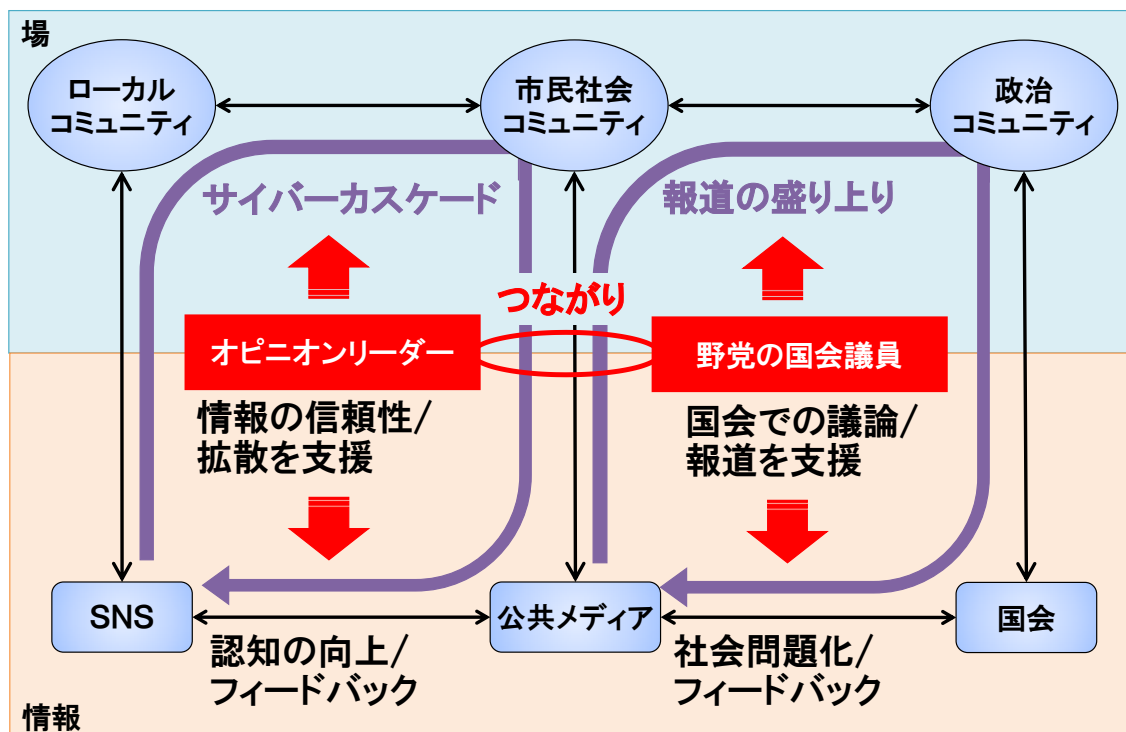 場
ローカル
コミュニティ
市民社会
コミュニティ
政治
コミュニティ
サイバーカスケード
報道の盛り上り
つながり
オピニオンリーダー
野党の国会議員
情報の信頼性/
拡散を支援
国会での議論/
報道を支援
SNS
公共メディア
国会
認知の向上/
フィードバック
社会問題化/
フィードバック
情報